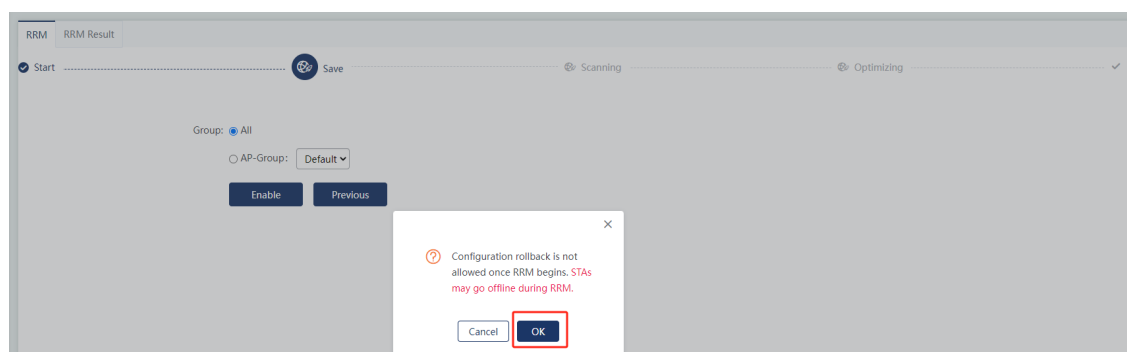 RRM RRM Result
Start Save Scanning Optimizing
Group: All
AP-Group: Default
Enable Previous
Configuration rollback is not
allowed once RRM begins. STAs
may go offline during RRM.
Cancel OK